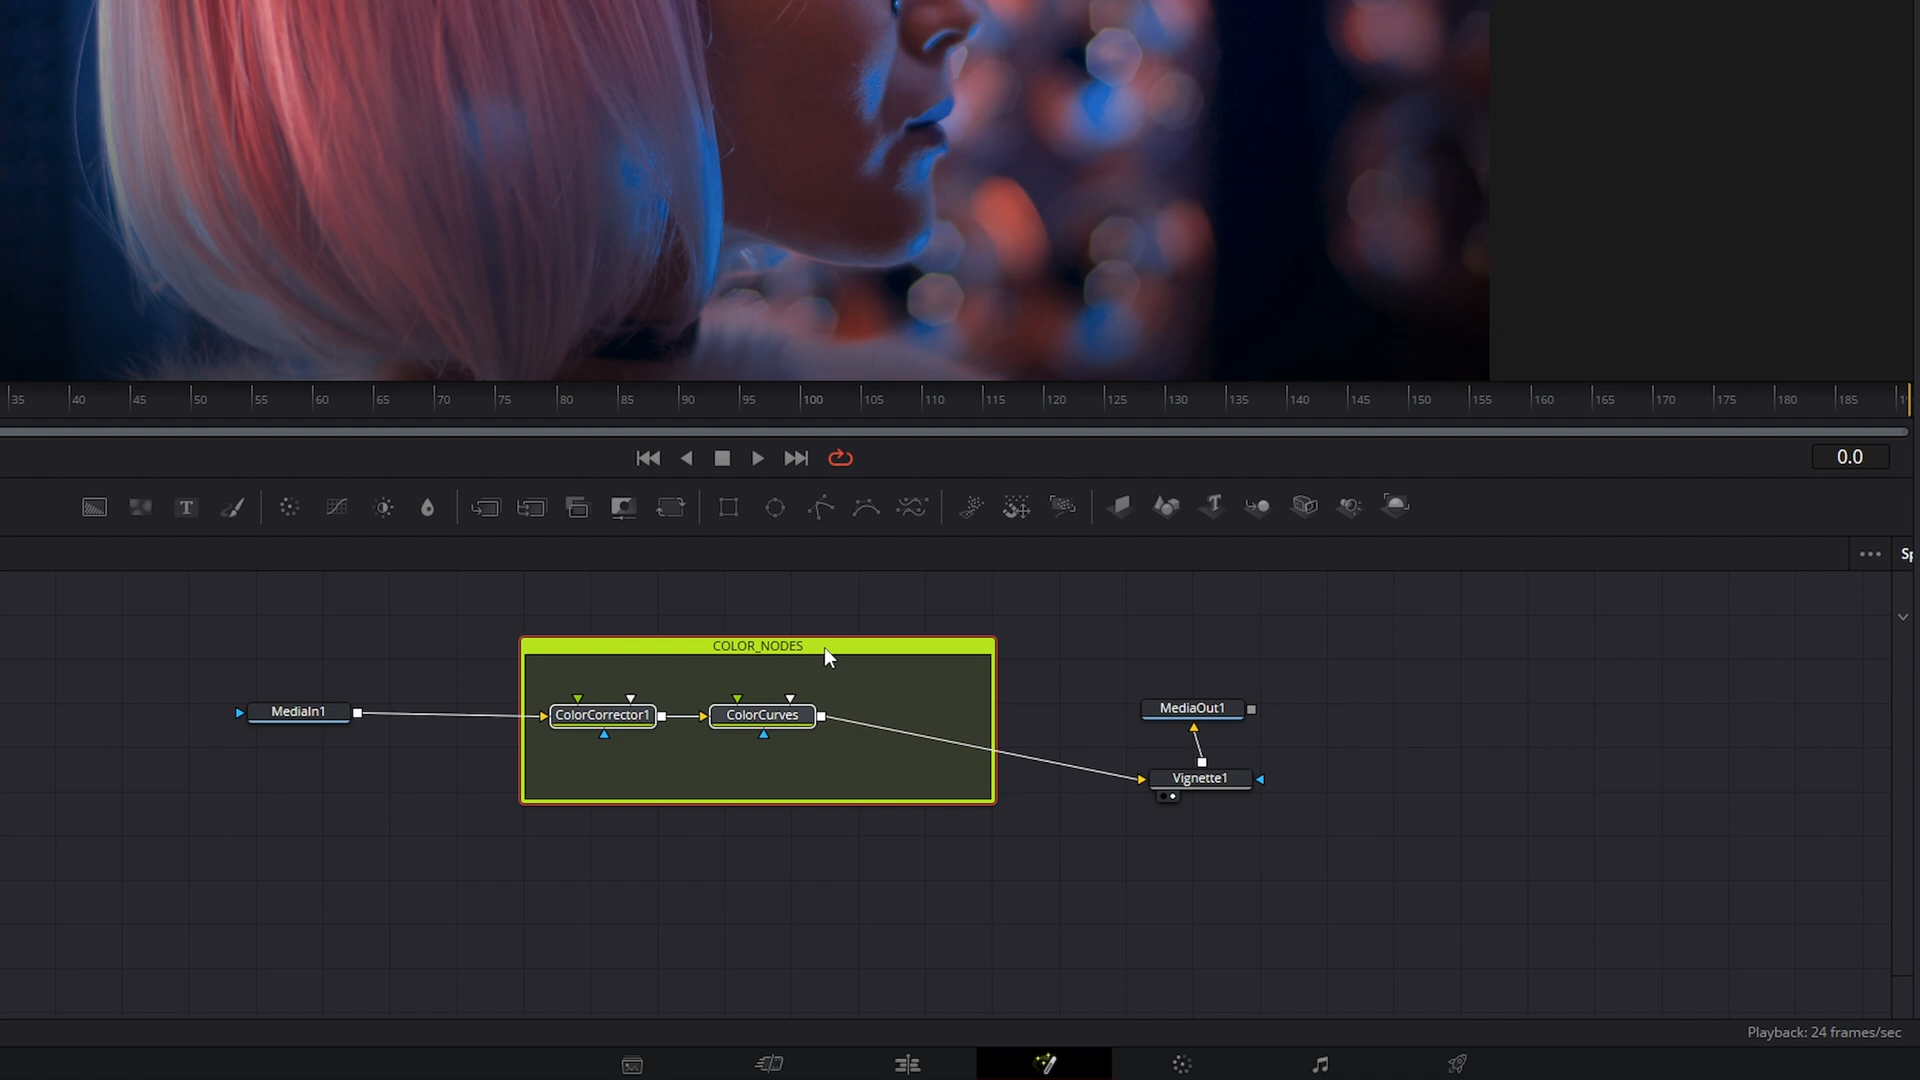 35 40 45 50 55 60 65 70 75 80 85 90 95 100 105 110 115 120 125 130 135 140 145 150 155 160 165 170 175 180 185
0.0
T
Sp
COLOR_NODES
MediaIn1
ColorCorrector1
ColorCurves
MediaOut1
Vignette1
Playback: 24 frames/sec